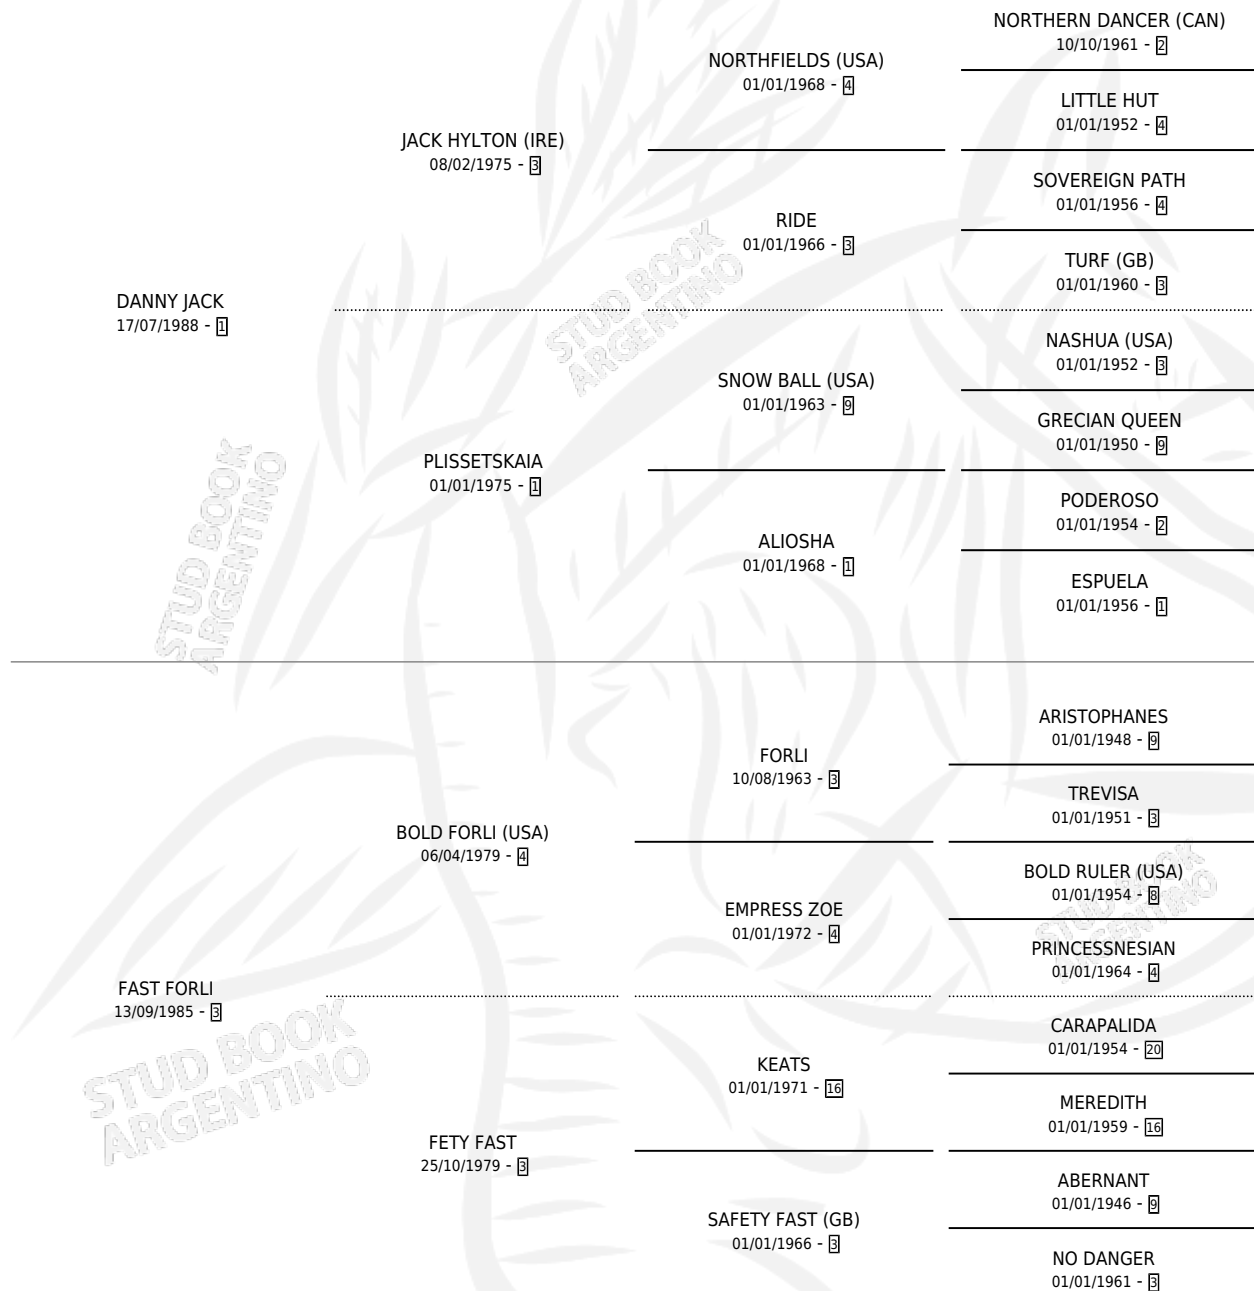 NORTHERN DANCER (CAN)
10/10/1961 - 2
NORTHFIELDS (USA)
01/01/1968 - 4
LITTLE HUT
01/01/1952 - 4
JACK HYLTON (IRE)
08/02/1975 - 3
SOVEREIGN PATH
01/01/1956 - 4
RIDE
01/01/1966 - 3
TURF (GB)
01/01/1960 - 3
DANNY JACK
17/07/1988 - 1
NASHUA (USA)
01/01/1952 - 3
SNOW BALL (USA)
01/01/1963 - 9
GRECIAN QUEEN
01/01/1950 - 9
PLISSETSKAIA
01/01/1975 - 1
PODEROSO
01/01/1954 - 2
ALIOSHA
01/01/1968 - 1
ESPUELA
01/01/1956 - 1
STUD BOOK
ARGENTINO
STUD BOOK
ARGENTINO
ARISTOPHANES
01/01/1948 - 9
FORLI
10/08/1963 - 3
TREVISA
01/01/1951 - 3
BOLD FORLI (USA)
06/04/1979 - 4
BOLD RULER (USA)
01/01/1954 - 8
EMPRESS ZOE
01/01/1972 - 4
PRINCESSNESIAN
01/01/1964 - 4
FAST FORLI
13/09/1985 - 3
CARAPALIDA
01/01/1954 - 20
KEATS
01/01/1971 - 16
MEREDITH
01/01/1959 - 16
FETY FAST
25/10/1979 - 3
ABERNANT
01/01/1946 - 9
SAFETY FAST (GB)
01/01/1966 - 3
NO DANGER
01/01/1961 - 3
STUD BOOK
ARGENTINO
STUD BOOK
ARGENTINO